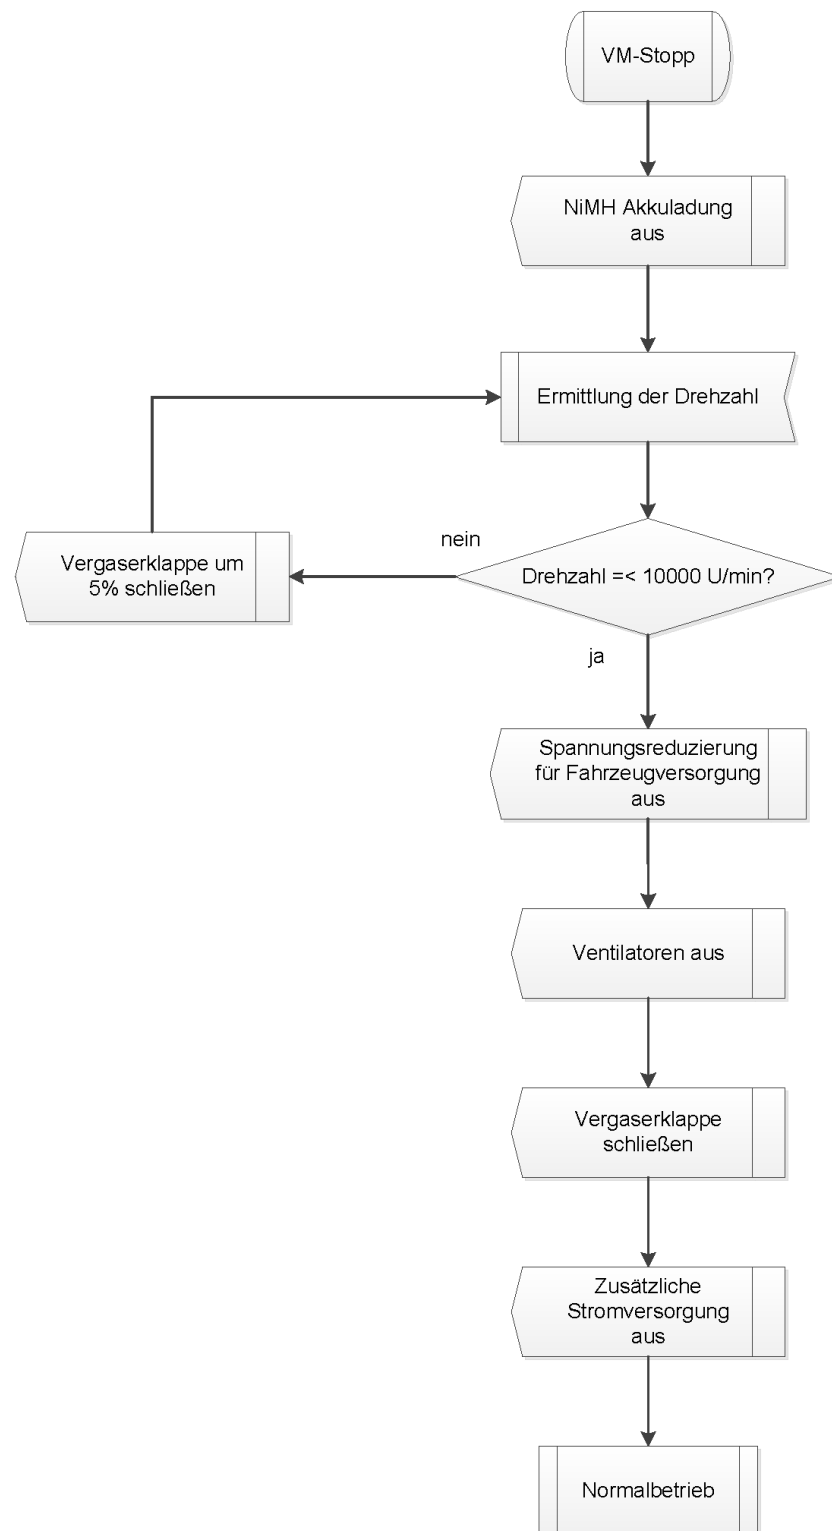 VM-Stopp
NiMH Akkuladung
aus
Ermittlung der Drehzahl
nein
Vergaserklappe um
5% schließen
Drehzahl =< 10000 U/min?
ja
Spannungsreduzierung
für Fahrzeugversorgung
aus
Ventilatoren aus
Vergaserklappe
schließen
Zusätzliche
Stromversorgung
aus
Normalbetrieb